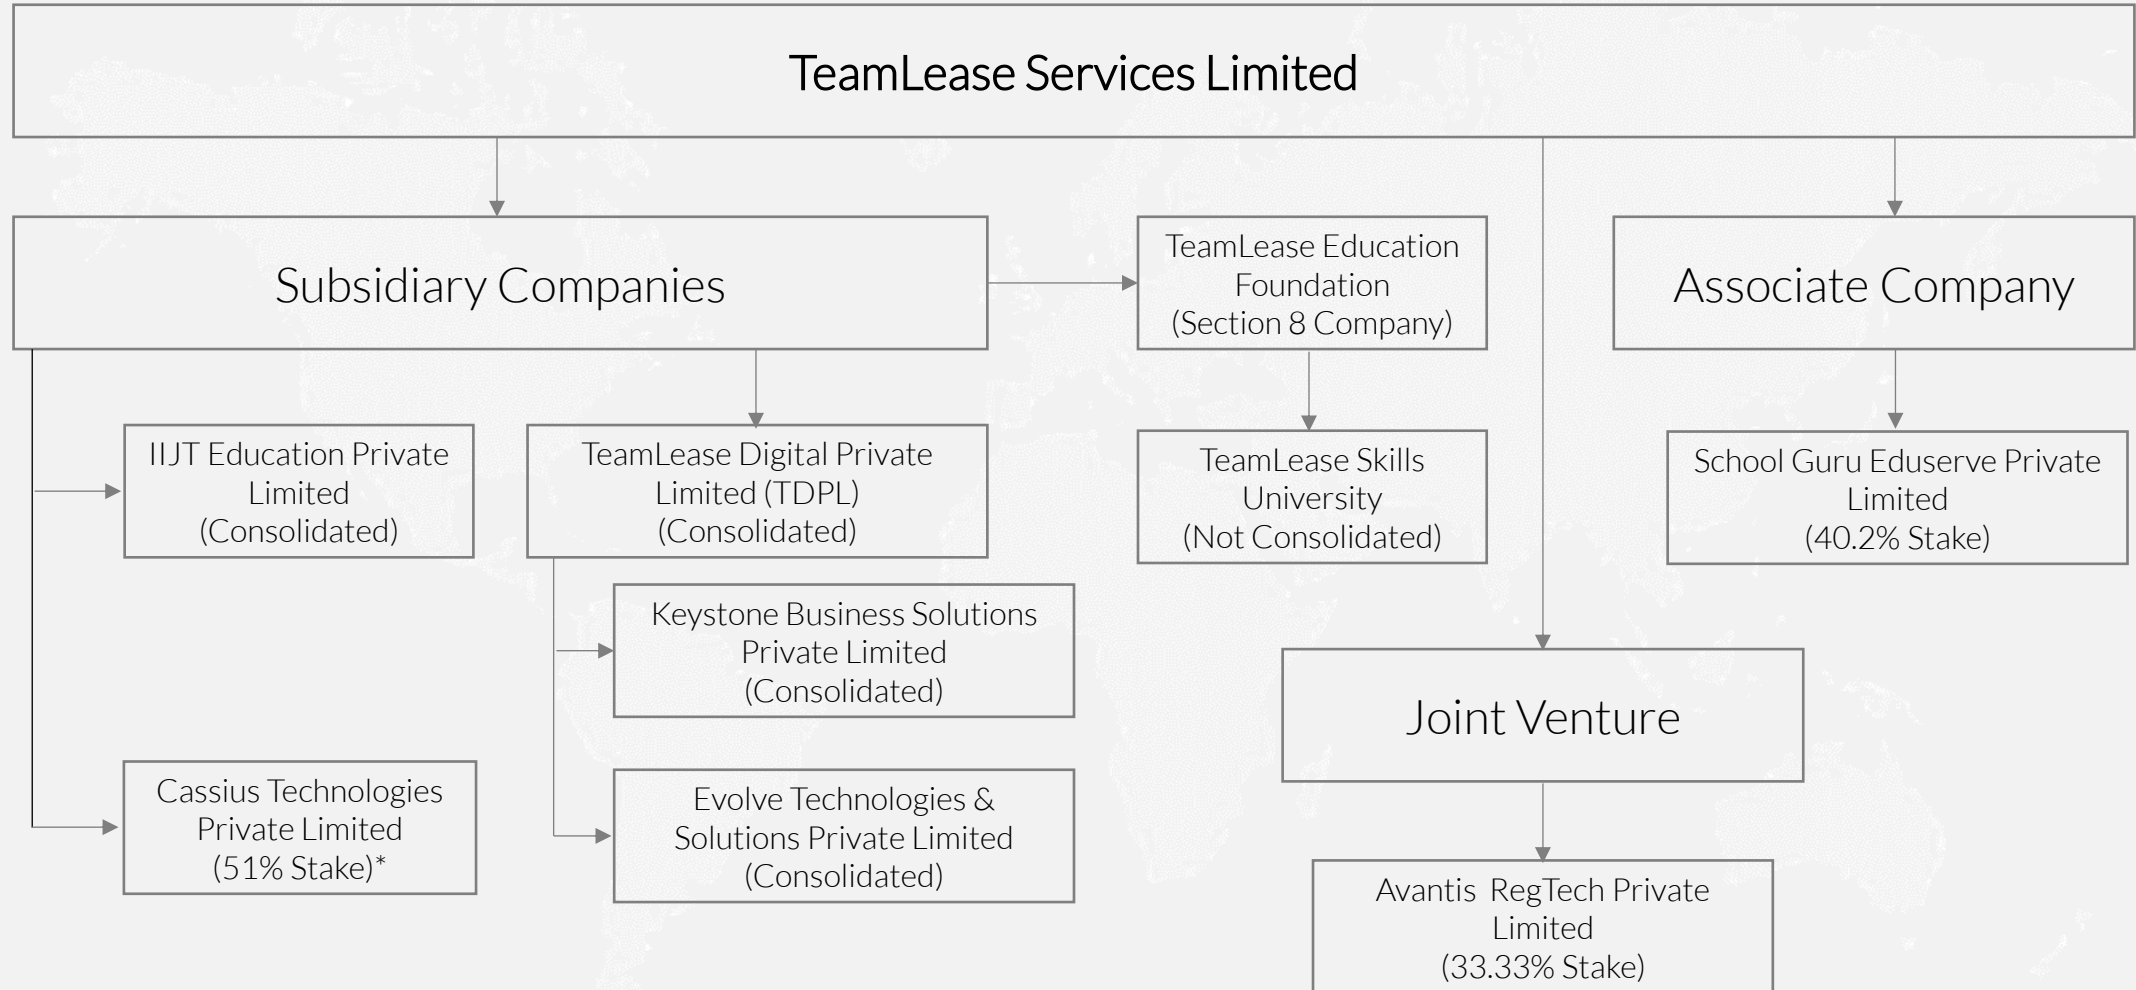 TeamLease Services Limited
Subsidiary Companies
TeamLease Education
Foundation
(Section 8 Company)
Associate Company
IIJT Education Private
Limited
(Consolidated)
TeamLease Digital Private
Limited (TDPL)
(Consolidated)
TeamLease Skills
University
(Not Consolidated)
School Guru Eduserve Private
Limited
(40.2% Stake)
Keystone Business Solutions
Private Limited
(Consolidated)
Joint Venture
Cassius Technologies
Private Limited
(51% Stake)*
Evolve Technologies &
Solutions Private Limited
(Consolidated)
Avantis RegTech Private
Limited
(33.33% Stake)